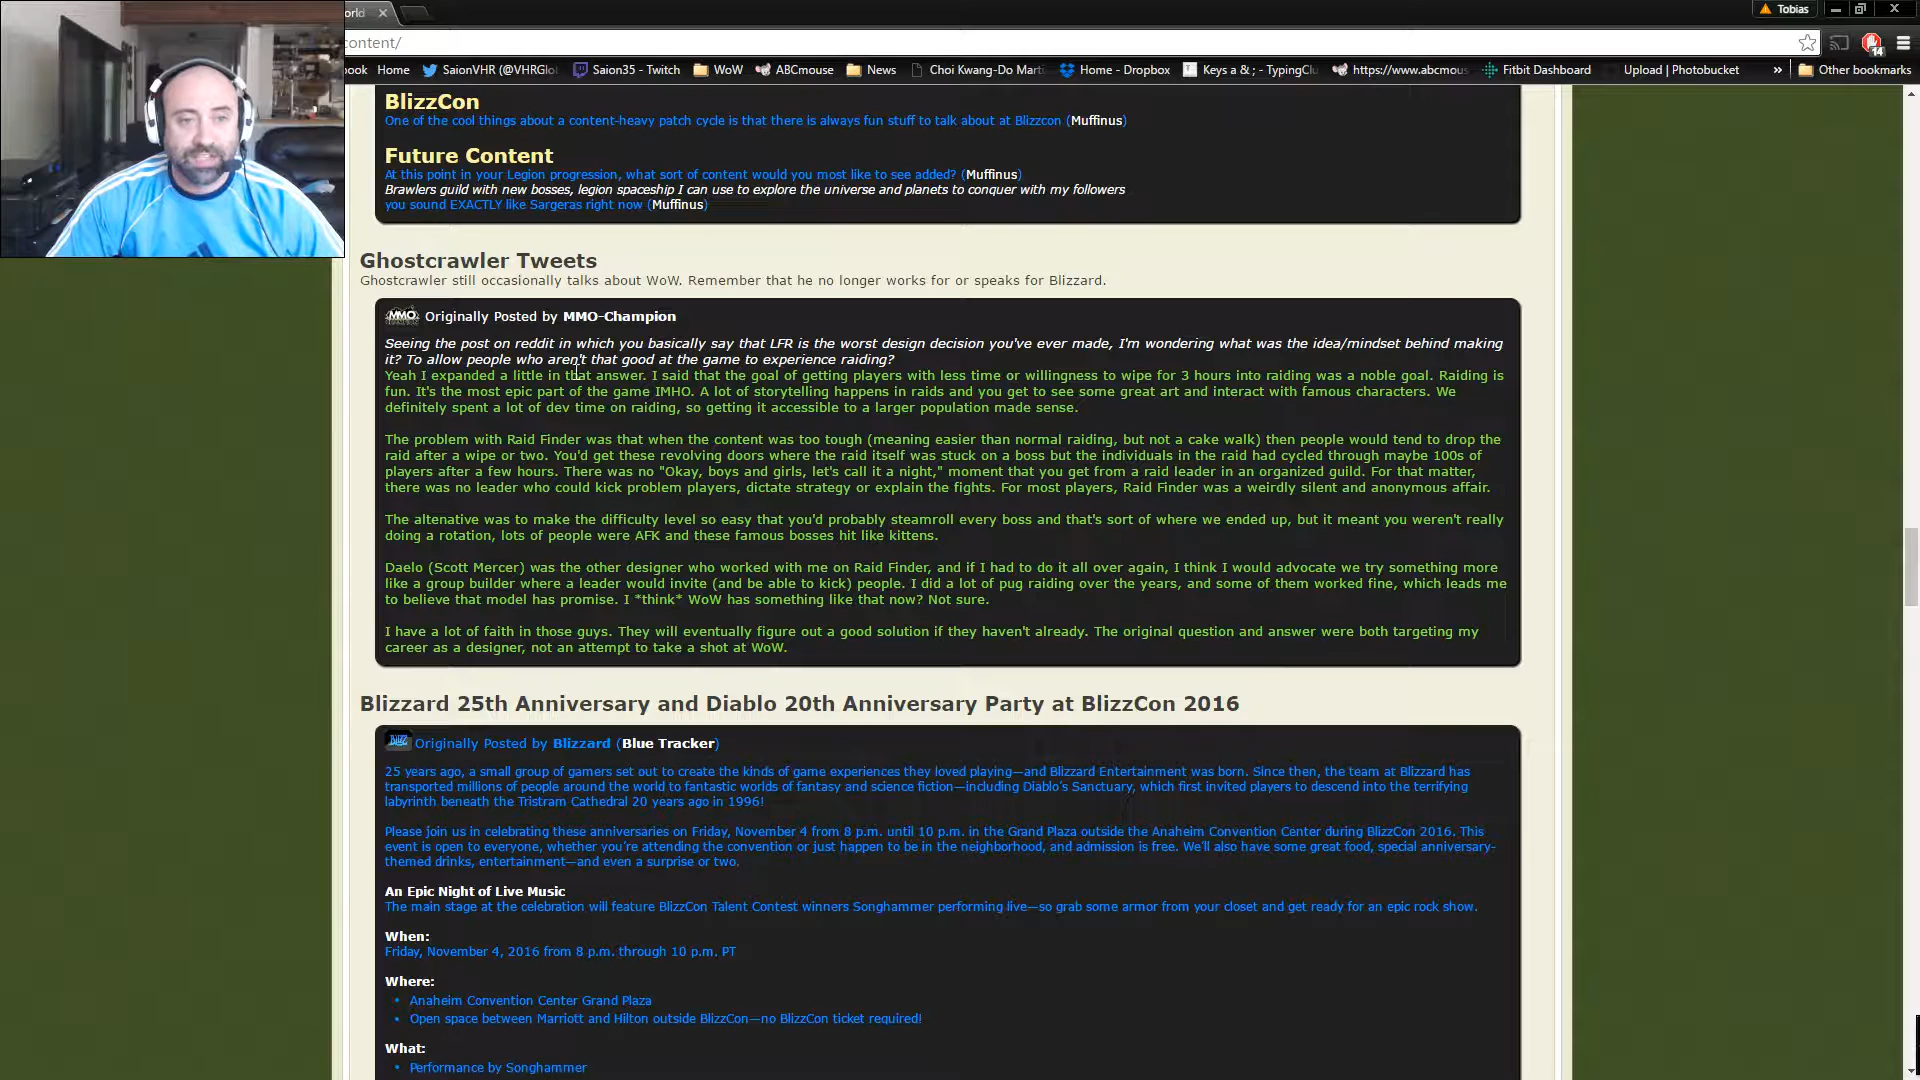 orld
Tobias
content/
14
ook Home SaionVHR (@VHRGlo Saion35 - Twitch WoW ABCmouse News Choi Kwang-Do Marti Home - Dropbox Keys a & ; - TypingClu https://www.abcmous Fitbit Dashboard Upload | Photobucket » Other bookmarks
BlizzCon
One of the cool things about a content-heavy patch cycle is that there is always fun stuff to talk about at Blizzcon (Muffinus)
Future Content
At this point in your Legion progression, what sort of content would you most like to see added? (Muffinus)
Brawlers guild with new bosses, legion spaceship I can use to explore the universe and planets to conquer with my followers
you sound EXACTLY like Sargeras right now (Muffinus)
Ghostcrawler Tweets
Ghostcrawler still occasionally talks about WoW. Remember that he no longer works for or speaks for Blizzard.
MMO Originally Posted by MMO-Champion
Seeing the post on reddit in which you basically say that LFR is the worst design decision you've ever made, I'm wondering what was the idea/mindset behind making
it? To allow people who aren't that good at the game to experience raiding?
Yeah I expanded a little in that answer. I said that the goal of getting players with less time or willingness to wipe for 3 hours into raiding was a noble goal. Raiding is
fun. It's the most epic part of the game IMHO. A lot of storytelling happens in raids and you get to see some great art and interact with famous characters. We
definitely spent a lot of dev time on raiding, so getting it accessible to a larger population made sense.
The problem with Raid Finder was that when the content was too tough (meaning easier than normal raiding, but not a cake walk) then people would tend to drop the
raid after a wipe or two. You'd get these revolving doors where the raid itself was stuck on a boss but the individuals in the raid had cycled through maybe 100s of
players after a few hours. There was no "Okay, boys and girls, let's call it a night," moment that you get from a raid leader in an organized guild. For that matter,
there was no leader who could kick problem players, dictate strategy or explain the fights. For most players, Raid Finder was a weirdly silent and anonymous affair.
The altenative was to make the difficulty level so easy that you'd probably steamroll every boss and that's sort of where we ended up, but it meant you weren't really
doing a rotation, lots of people were AFK and these famous bosses hit like kittens.
Daelo (Scott Mercer) was the other designer who worked with me on Raid Finder, and if I had to do it all over again, I think I would advocate we try something more
like a group builder where a leader would invite (and be able to kick) people. I did a lot of pug raiding over the years, and some of them worked fine, which leads me
to believe that model has promise. I *think* WoW has something like that now? Not sure.
I have a lot of faith in those guys. They will eventually figure out a good solution if they haven't already. The original question and answer were both targeting my
career as a designer, not an attempt to take a shot at WoW.
Blizzard 25th Anniversary and Diablo 20th Anniversary Party at BlizzCon 2016
BLIZZ Originally Posted by Blizzard (Blue Tracker)
25 years ago, a small group of gamers set out to create the kinds of game experiences they loved playing—and Blizzard Entertainment was born. Since then, the team at Blizzard has
transported millions of people around the world to fantastic worlds of fantasy and science fiction—including Diablo's Sanctuary, which first invited players to descend into the terrifying
labyrinth beneath the Tristram Cathedral 20 years ago in 1996!
Please join us in celebrating these anniversaries on Friday, November 4 from 8 p.m. until 10 p.m. in the Grand Plaza outside the Anaheim Convention Center during BlizzCon 2016. This
event is open to everyone, whether you're attending the convention or just happen to be in the neighborhood, and admission is free. We'll also have some great food, special anniversary-
themed drinks, entertainment—and even a surprise or two.
An Epic Night of Live Music
The main stage at the celebration will feature BlizzCon Talent Contest winners Songhammer performing live—so grab some armor from your closet and get ready for an epic rock show.
When:
Friday, November 4, 2016 from 8 p.m. through 10 p.m. PT
Where:
• Anaheim Convention Center Grand Plaza
• Open space between Marriott and Hilton outside BlizzCon—no BlizzCon ticket required!
What:
• Performance by Songhammer